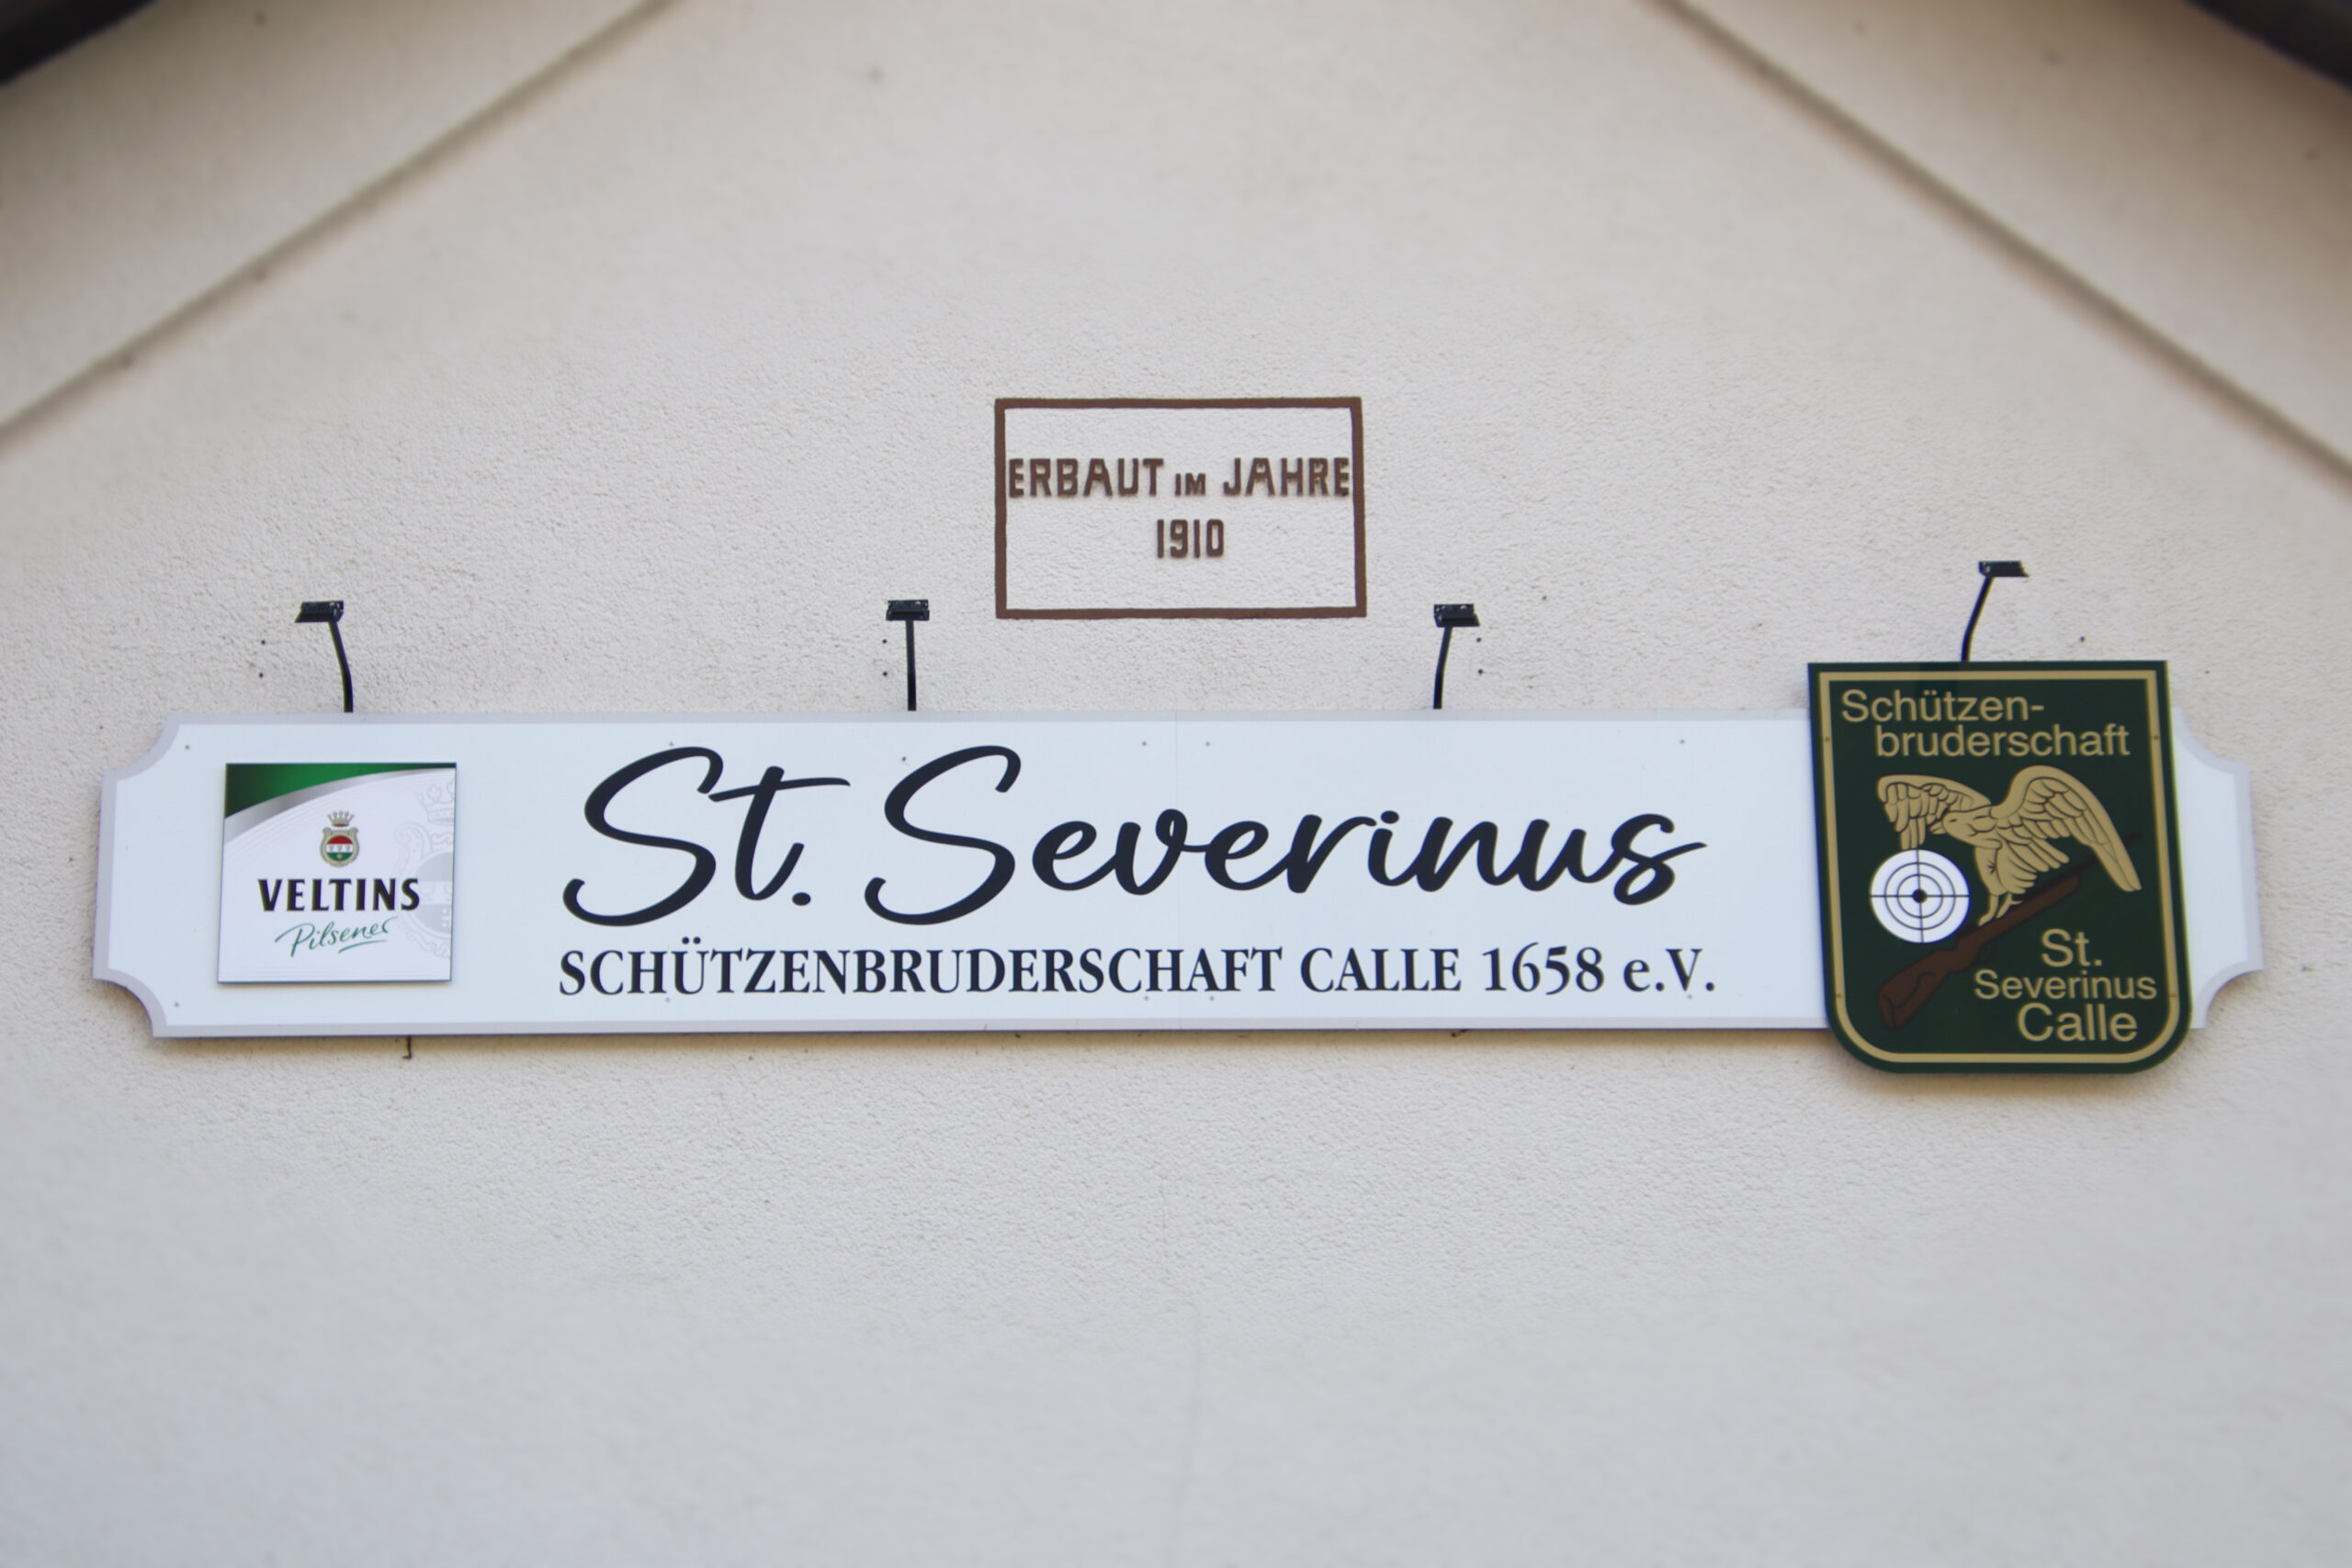 ERBAUT IM JAHRE
1910
VELTINS
Pilsener
St. Severinus
SCHÜTZENBRUDERSCHAFT CALLE 1658 e.V.
Schützen-
bruderschaft
St.
Severinus
Calle